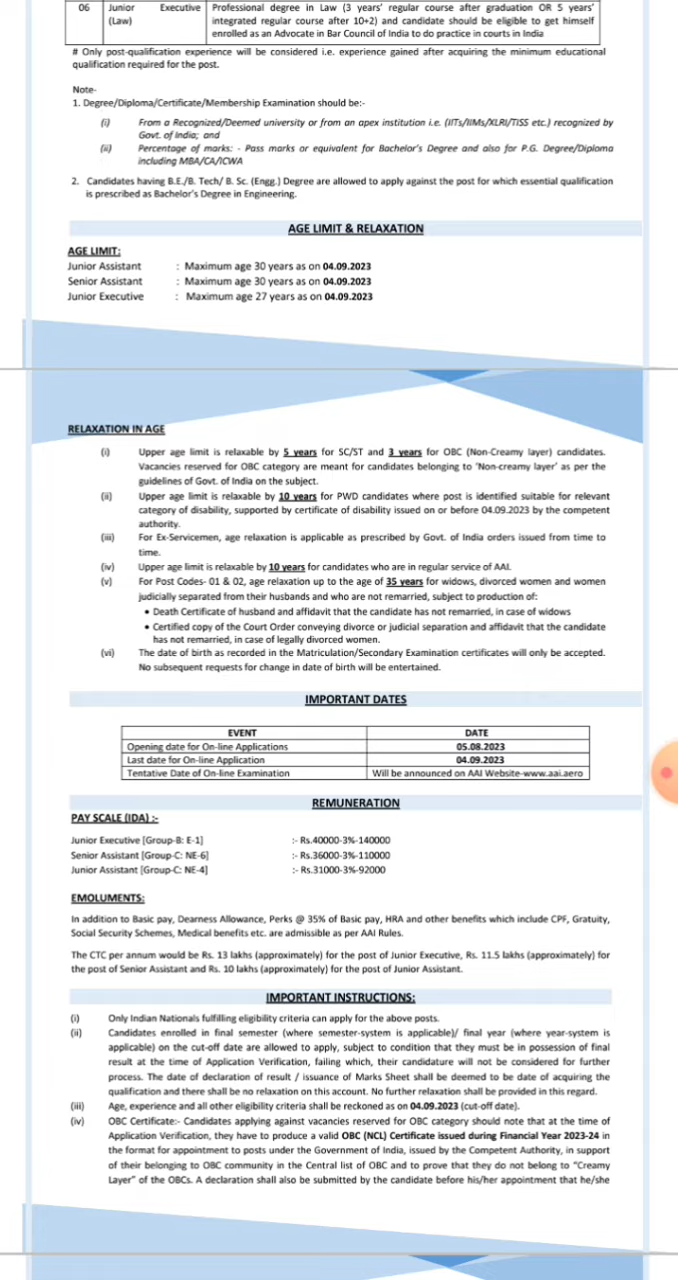 06 Junior Executive (Law) Professional degree in Law (3 years' regular course after graduation OR 5 years'
integrated regular course after 10+2) and candidate should be eligible to get himself
enrolled as an Advocate in Bar Council of India to do practice in courts in India
# Only post-qualification experience will be considered i.e. experience gained after acquiring the minimum educational
qualification required for the post.
Note-
1. Degree/Diploma/Certificate/Membership Examination should be:-
(i) From a Recognized/Deemed university or from an apex institution i.e. (IITs/IIMs/XLRI/TISS etc.) recognized by
Govt. of India; and
(ii) Percentage of marks: - Pass marks or equivalent for Bachelor's Degree and also for P.G. Degree/Diploma
including MBA/CA/ICWA
2. Candidates having B.E./B. Tech/ B. Sc. (Engg.) Degree are allowed to apply against the post for which essential qualification
is prescribed as Bachelor's Degree in Engineering.
AGE LIMIT & RELAXATION
AGE LIMIT:
Junior Assistant : Maximum age 30 years as on 04.09.2023
Senior Assistant : Maximum age 30 years as on 04.09.2023
Junior Executive : Maximum age 27 years as on 04.09.2023
RELAXATION IN AGE
(i) Upper age limit is relaxable by 5 years for SC/ST and 3 years for OBC (Non-Creamy layer) candidates.
Vacancies reserved for OBC category are meant for candidates belonging to 'Non-creamy layer' as per the
guidelines of Govt. of India on the subject.
(ii) Upper age limit is relaxable by 10 years for PWD candidates where post is identified suitable for relevant
category of disability, supported by certificate of disability issued on or before 04.09.2023 by the competent
authority.
(iii) For Ex-Servicemen, age relaxation is applicable as prescribed by Govt. of India orders issued from time to
time.
(iv) Upper age limit is relaxable by 10 years for candidates who are in regular service of AAI.
(v) For Post Codes- 01 & 02, age relaxation up to the age of 35 years for widows, divorced women and women
judicially separated from their husbands and who are not remarried, subject to production of:
• Death Certificate of husband and affidavit that the candidate has not remarried, in case of widows
• Certified copy of the Court Order conveying divorce or judicial separation and affidavit that the candidate
has not remarried, in case of legally divorced women.
(vi) The date of birth as recorded in the Matriculation/Secondary Examination certificates will only be accepted.
No subsequent requests for change in date of birth will be entertained.
IMPORTANT DATES
EVENT DATE
Opening date for On-line Applications 05.08.2023
Last date for On-line Application 04.09.2023
Tentative Date of On-line Examination Will be announced on AAI Website-www.aai.aero
REMUNERATION
PAY SCALE (IDA) :-
Junior Executive [Group-B: E-1] :- Rs.40000-3%-140000
Senior Assistant [Group-C: NE-6] :- Rs.36000-3%-110000
Junior Assistant [Group-C: NE-4] :- Rs.31000-3%-92000
EMOLUMENTS:
In addition to Basic pay, Dearness Allowance, Perks @ 35% of Basic pay, HRA and other benefits which include CPF, Gratuity,
Social Security Schemes, Medical benefits etc. are admissible as per AAI Rules.
The CTC per annum would be Rs. 13 lakhs (approximately) for the post of Junior Executive, Rs. 11.5 lakhs (approximately) for
the post of Senior Assistant and Rs. 10 lakhs (approximately) for the post of Junior Assistant.
IMPORTANT INSTRUCTIONS:
(i) Only Indian Nationals fulfilling eligibility criteria can apply for the above posts.
(ii) Candidates enrolled in final semester (where semester-system is applicable)/ final year (where year-system is
applicable) on the cut-off date are allowed to apply, subject to condition that they must be in possession of final
result at the time of Application Verification, failing which, their candidature will not be considered for further
process. The date of declaration of result / issuance of Marks Sheet shall be deemed to be date of acquiring the
qualification and there shall be no relaxation on this account. No further relaxation shall be provided in this regard.
(iii) Age, experience and all other eligibility criteria shall be reckoned as on 04.09.2023 (cut-off date).
(iv) OBC Certificate:- Candidates applying against vacancies reserved for OBC category should note that at the time of
Application Verification, they have to produce a valid OBC (NCL) Certificate issued during Financial Year 2023-24 in
the format for appointment to posts under the Government of India, issued by the Competent Authority, in support
of their belonging to OBC community in the Central list of OBC and to prove that they do not belong to "Creamy
Layer" of the OBCs. A declaration shall also be submitted by the candidate before his/her appointment that he/she